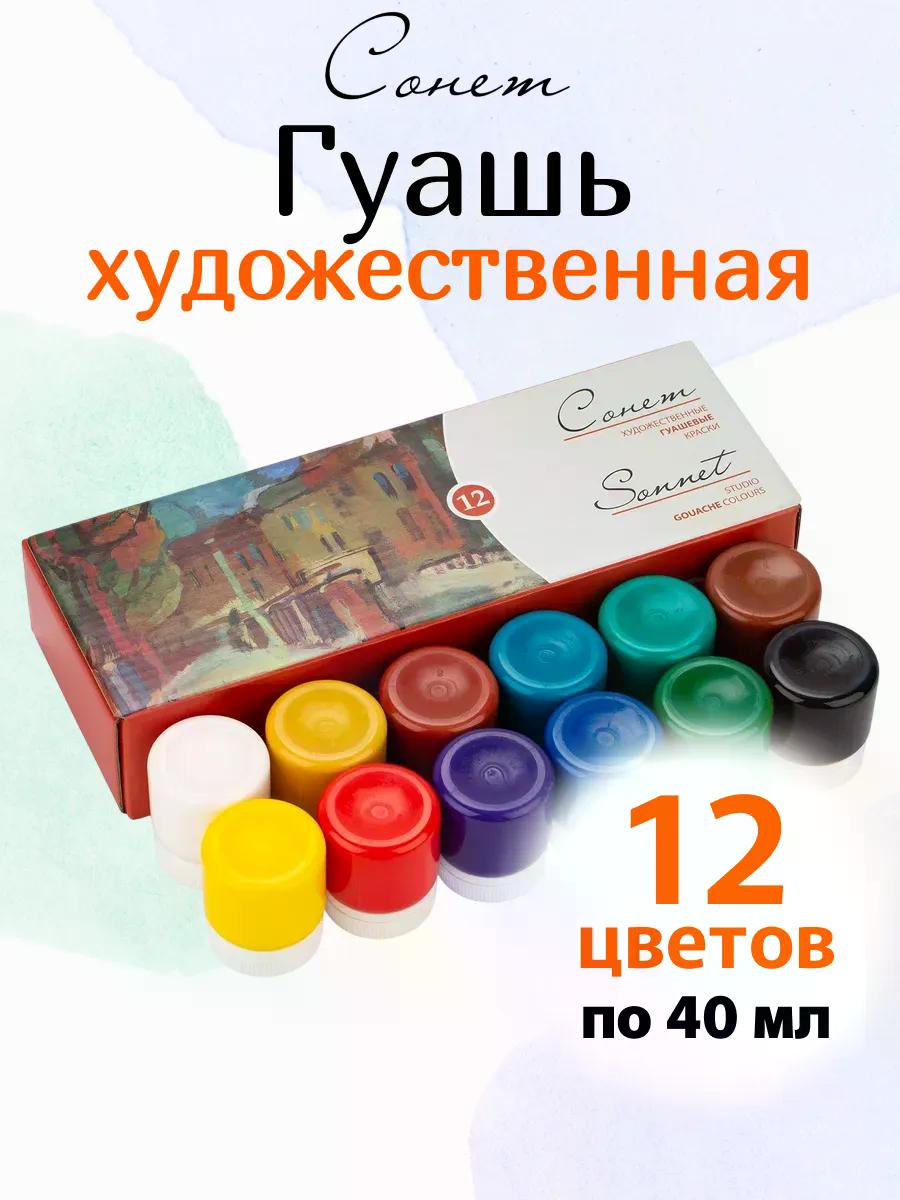 Сонет
Гуашь
художественная
Сонет
ХУДОЖЕСТВЕННЫЕ
ГУАШЕВЫЕ
КРАСКИ
12
Sonnet
STUDIO
GOUACHE COLOURS
12
цветов
по 40 мл